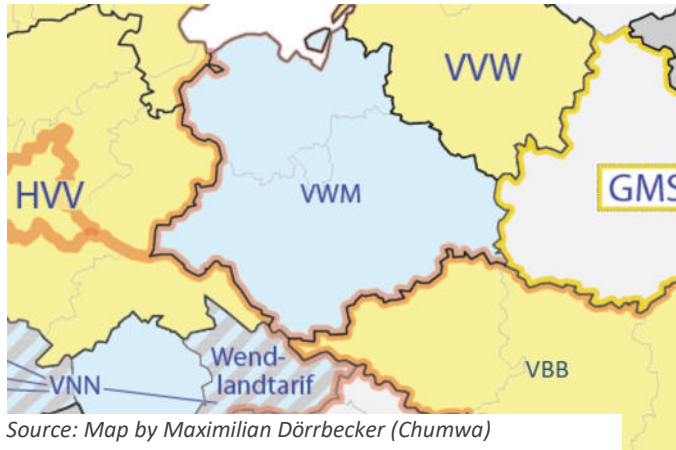 VVW
HVV
VWM
GMS
Wend-
landtarif
VNN
VBB
Source: Map by Maximilian Dörrbecker (Chumwa)